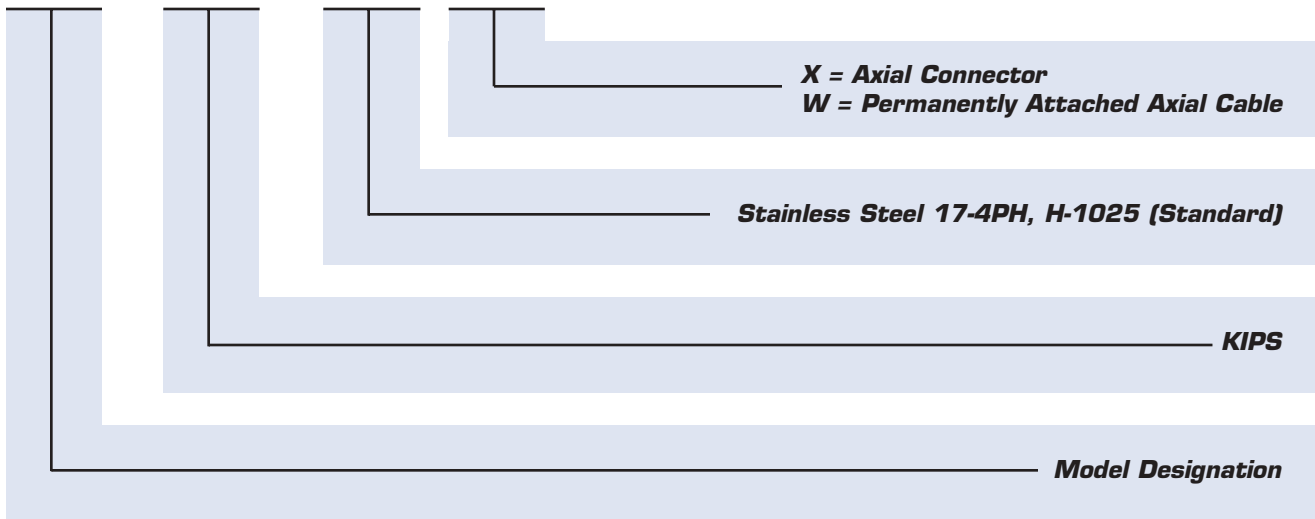 X = Axial Connector
W = Permanently Attached Axial Cable
Stainless Steel 17-4PH, H-1025 (Standard)
KIPS
Model Designation